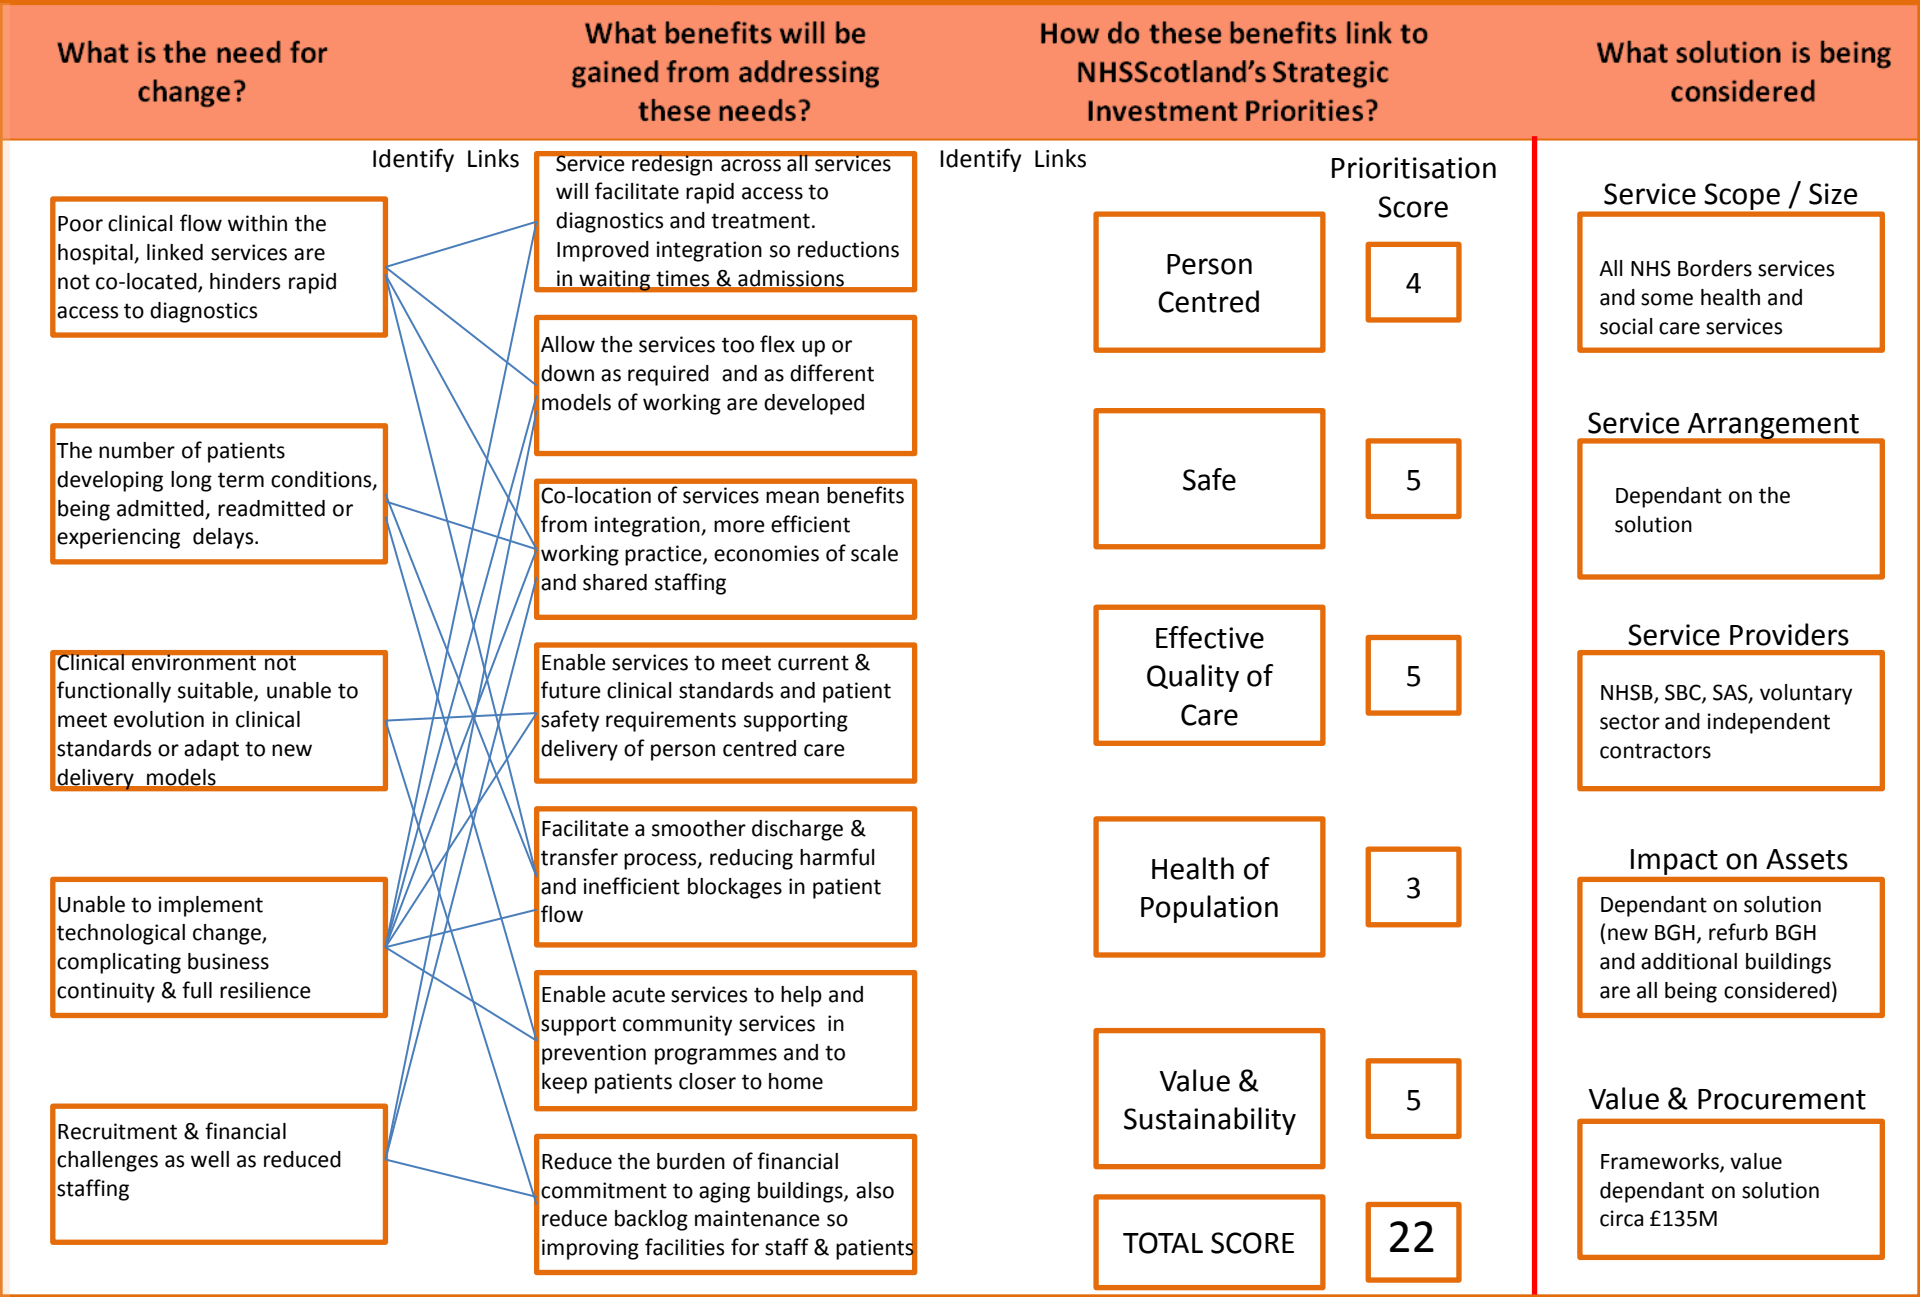 What is the need for
change?
What benefits will be
gained from addressing
these needs?
How do these benefits link to
NHSScotland’s Strategic
Investment Priorities?
What solution is being
considered
Identify Links
Poor clinical flow within the
hospital, linked services are
not co-located, hinders rapid
access to diagnostics
The number of patients
developing long term conditions,
being admitted, readmitted or
experiencing delays.
Clinical environment not
functionally suitable, unable to
meet evolution in clinical
standards or adapt to new
delivery models
Unable to implement
technological change,
complicating business
continuity & full resilience
Recruitment & financial
challenges as well as reduced
staffing
Service redesign across all services
will facilitate rapid access to
diagnostics and treatment.
Improved integration so reductions
in waiting times & admissions
Allow the services too flex up or
down as required and as different
models of working are developed
Co-location of services mean benefits
from integration, more efficient
working practice, economies of scale
and shared staffing
Enable services to meet current &
future clinical standards and patient
safety requirements supporting
delivery of person centred care
Facilitate a smoother discharge &
transfer process, reducing harmful
and inefficient blockages in patient
flow
Enable acute services to help and
support community services in
prevention programmes and to
keep patients closer to home
Reduce the burden of financial
commitment to aging buildings, also
reduce backlog maintenance so
improving facilities for staff & patients
Identify Links
Prioritisation
Score
Person
Centred
4
Safe
5
Effective
Quality of
Care
5
Health of
Population
3
Value &
Sustainability
5
TOTAL SCORE
22
Service Scope / Size
All NHS Borders services
and some health and
social care services
Service Arrangement
Dependant on the
solution
Service Providers
NHSB, SBC, SAS, voluntary
sector and independent
contractors
Impact on Assets
Dependant on solution
(new BGH, refurb BGH
and additional buildings
are all being considered)
Value & Procurement
Frameworks, value
dependant on solution
circa £135M